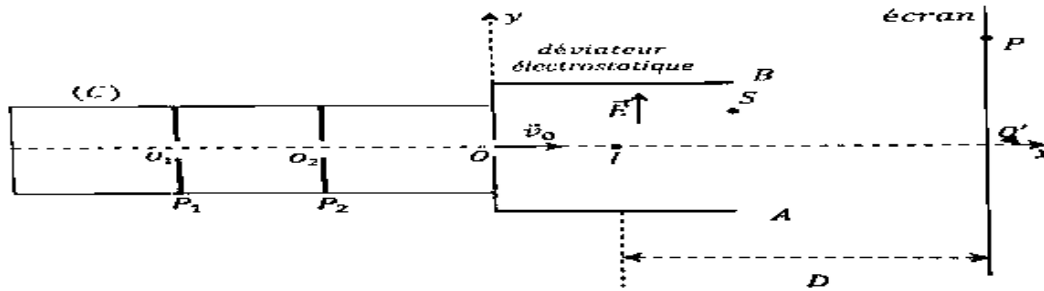 y
écran
P
déviateur
électrostatique
B
(C)
E
S
v₀
O'
O₁
O₂
O
I
x
P₁
P₂
A
D